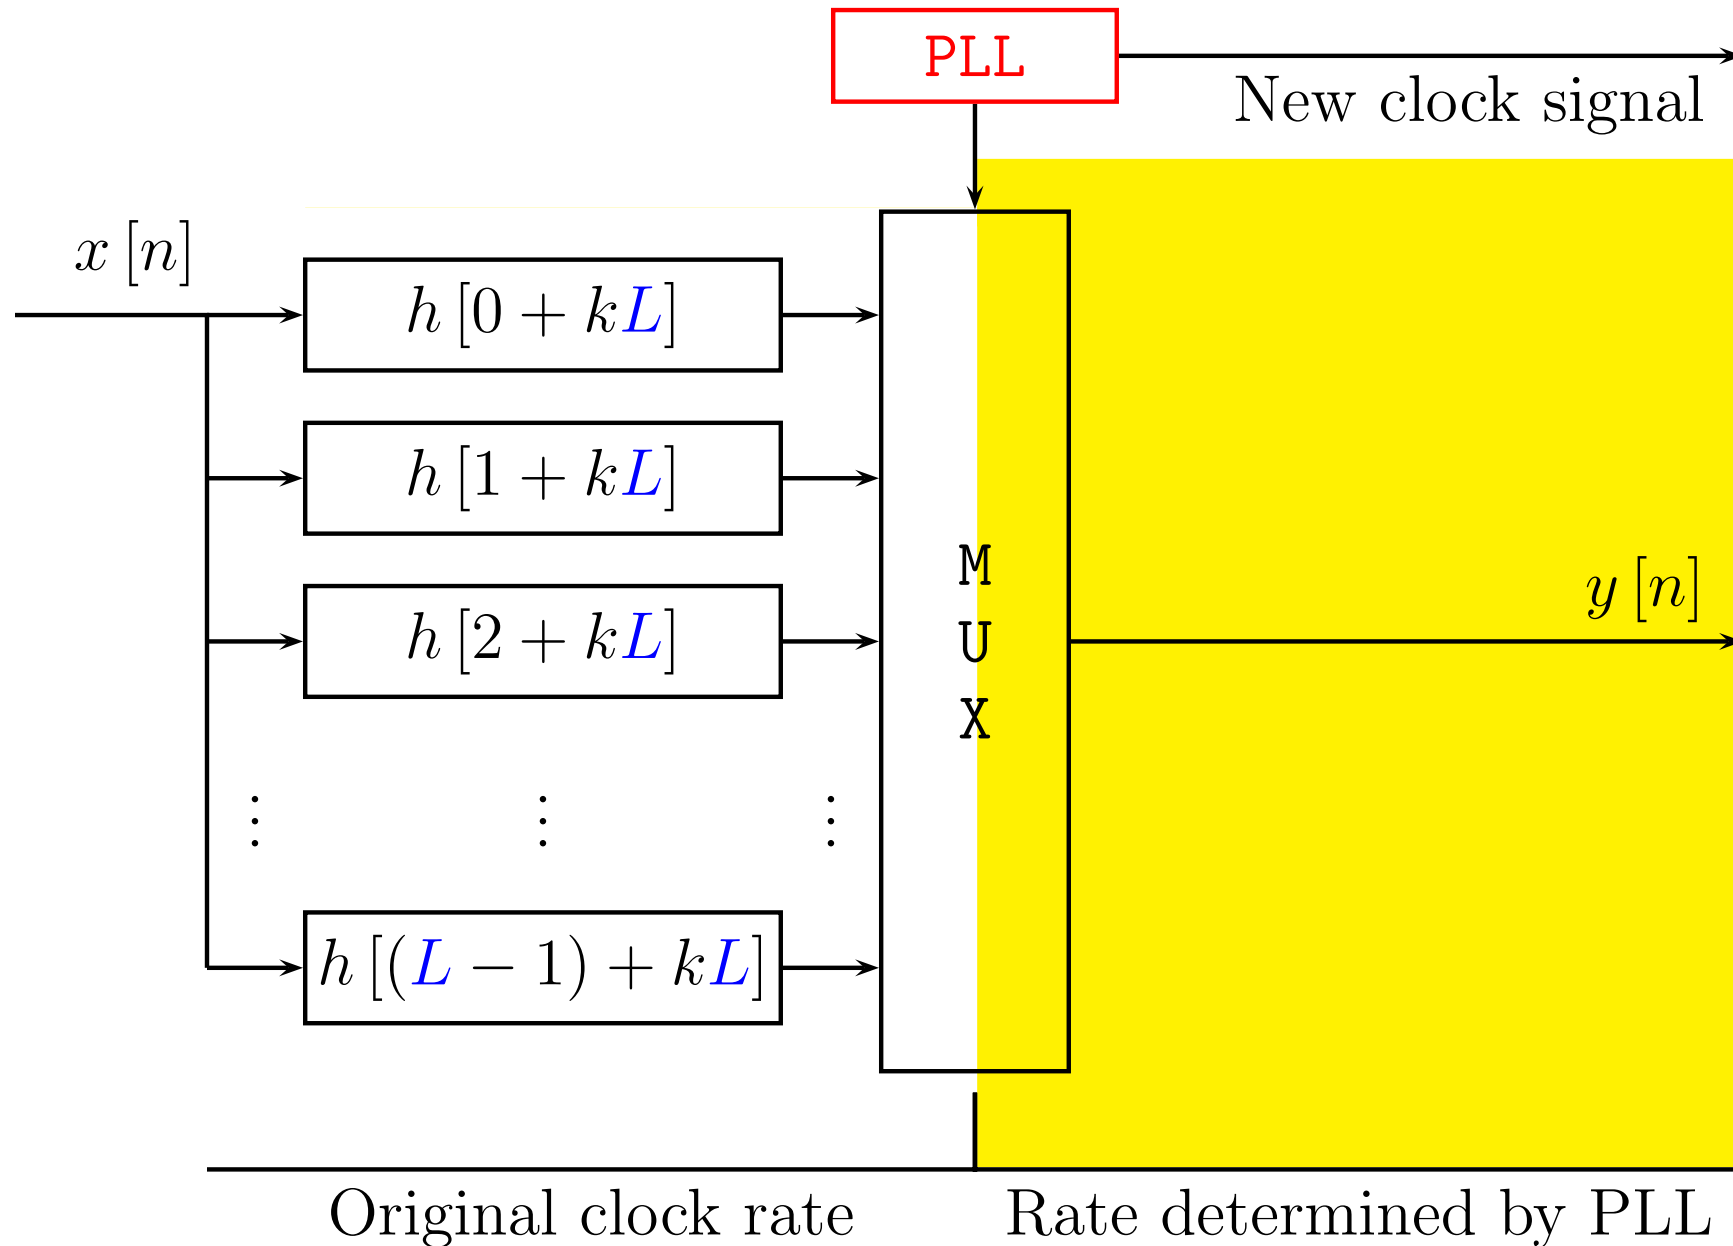 PLL
New clock signal
x [n]
h [0 + kL]
h [1 + kL]
h [2 + kL]
⋮ ⋮ ⋮
h [(L − 1) + kL]
M
U
X
y [n]
Original clock rate
Rate determined by PLL